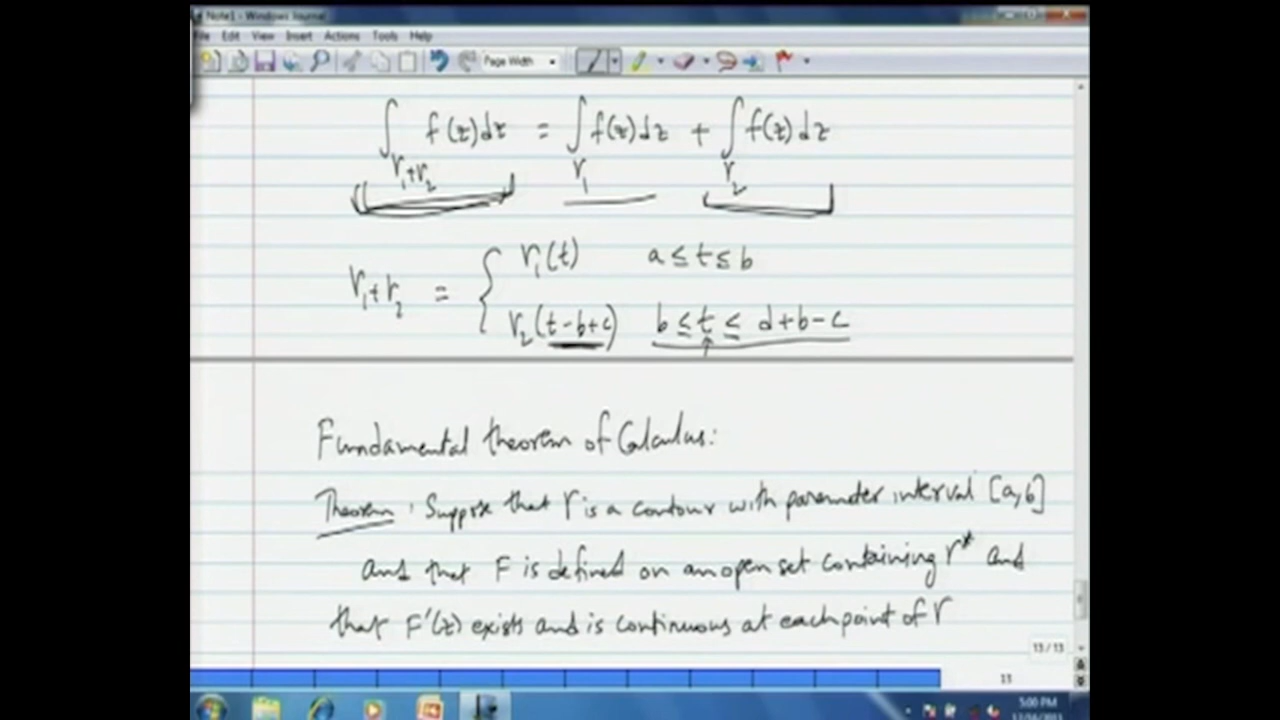 Note1 - Windows Journal
File Edit View Insert Actions Tools Help
Page Width
∫_{γ₁+γ₂} f(z)dz = ∫_{γ₁} f(z)dz + ∫_{γ₂} f(z)dz
γ₁+γ₂ = { γ₁(t) a ≤ t ≤ b
γ₂(t-b+c) b ≤ t ≤ d+b-c
Fundamental theorem of Calculus:
Theorem: Suppose that γ is a contour with parameter interval [a,b]
and that F is defined on an open set containing γ* and
that F'(z) exists and is continuous at each point of γ
13 / 13
13
5:00 PM